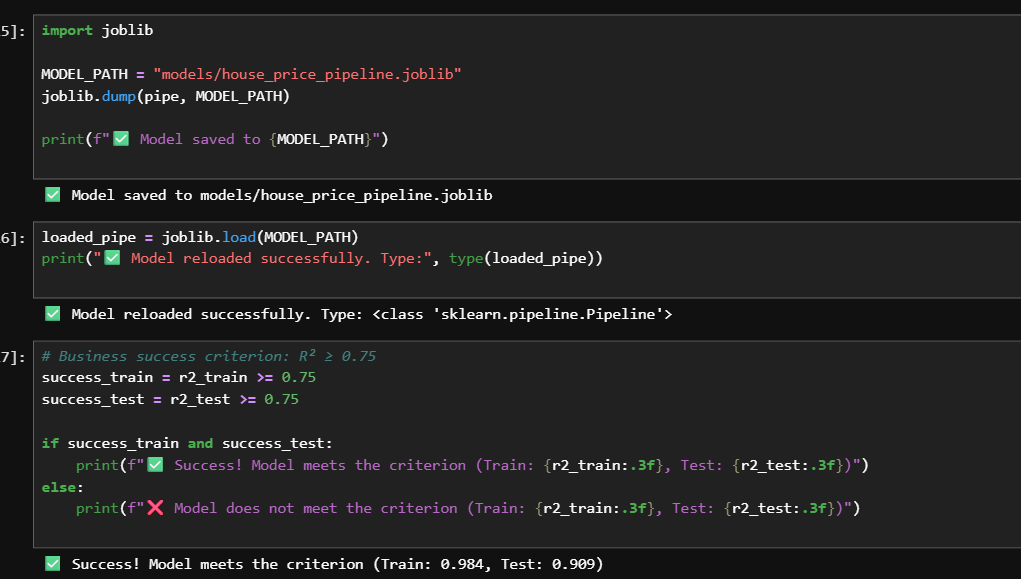 5]:
import joblib
MODEL_PATH = "models/house_price_pipeline.joblib"
joblib.dump(pipe, MODEL_PATH)
print(f"✅ Model saved to {MODEL_PATH}")
✅ Model saved to models/house_price_pipeline.joblib
6]:
loaded_pipe = joblib.load(MODEL_PATH)
print("✅ Model reloaded successfully. Type:", type(loaded_pipe))
✅ Model reloaded successfully. Type: <class 'sklearn.pipeline.Pipeline'>
7]:
# Business success criterion: R² ≥ 0.75
success_train = r2_train >= 0.75
success_test = r2_test >= 0.75
if success_train and success_test:
    print(f"✅ Success! Model meets the criterion (Train: {r2_train:.3f}, Test: {r2_test:.3f})")
else:
    print(f"❌ Model does not meet the criterion (Train: {r2_train:.3f}, Test: {r2_test:.3f})")
✅ Success! Model meets the criterion (Train: 0.984, Test: 0.909)